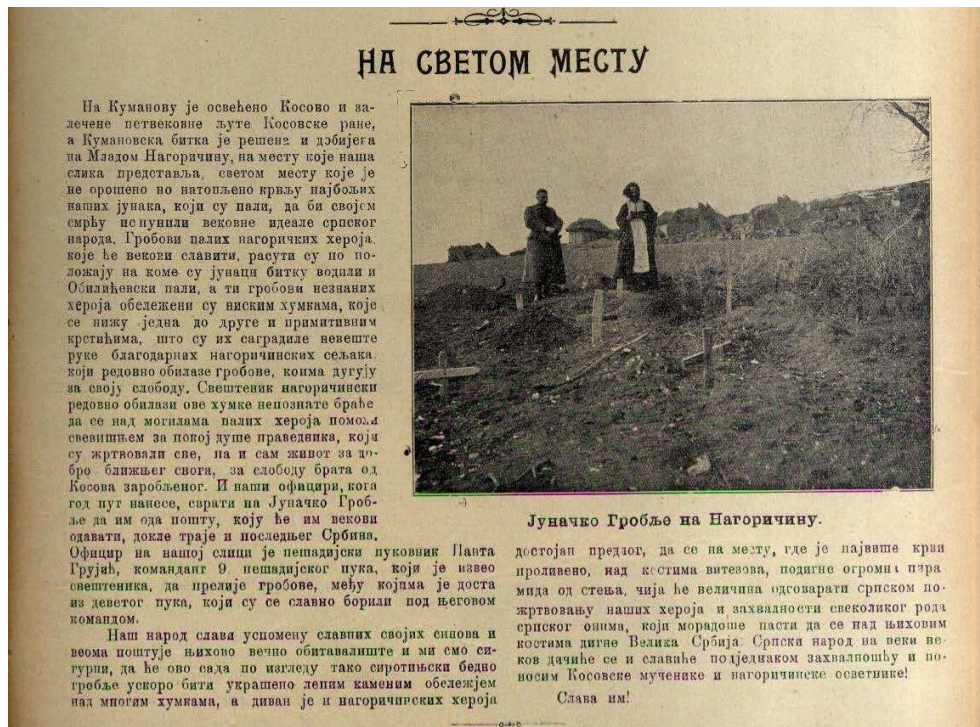 НА СВЕТОМ МЕСТУ
На Куманову је освећено Косово и за-
лечене петвековне љуте Косовске ране,
а Кумановска битка је решена и добијена
на Младом Нагоричину, на месту које наша
слика представља, светом месту које је
не орошено но натопљено крвљу најбољих
наших јунака, који су пали, да би својом
смрћу испунили вековне идеале српског
народа. Гробови палих нагоричких хероја,
које ће векови славити, расути су по по-
ложају на коме су јунаци битку водили и
Обилићевски пали, а ти гробови незнаних
хероја обслежени су ниским хумкама, које
се нижу једна до друге и примитивним
крстићима, што су их саградиле невеште
руке благодарних нагоричинских сељака,
који редовно обилазе гробове, коима дугују
за своју слободу. Свештеник нагоричински
редовно обилази ове хумке непознате браће
да се над могилама палих хероја помоли
свевишњем за покој душе праведника, који
су жртвовали све, па и сам живот за до-
бро ближњег свога, за слободу брата од
Косова заробљеног. И наши официри, кога
год пут нанесе, сврати на Јуначко Гроб-
ље да им ода пошту, коју ће им векови
одавати, докле траје и последњег Србина.
Официр на нашој слици је пешадијски пуковник Панта
Грујић, командант 9. пешадијског пука, који је извео
свештеника, да прелије гробове, међу којима је доста
из деветог пука, који су се славно борили под његовом
командом.
Наш народ слави успомену славних својих синова и
веома поштује њихово вечно обитавалиште и ми смо си-
гурни, да ће ово сада по изгледу тако сиротињски бедно
гробље ускоро бити украшено лепим каменим обележјем
над многим хумкама, а диван је и нагоричинских хероја
Јуначко Гробље на Нагоричину.
достојан предлог, да се на месту, где је највише крви
проливено, над костима витезова, подигне огромна пира
мида од стења, чија ће величина одговарати српском по-
жртвовању наших хероја и захвалности свеколиког рода
српског онима, који морадоше пасти да се над њиховим
костима дигне Велика Србија. Српски народ на веки ве-
ков дичиће се и славиће подједнаком захвалношћу и по-
носим Косовске мученике и нагоричинске осветнике!
Слава им!